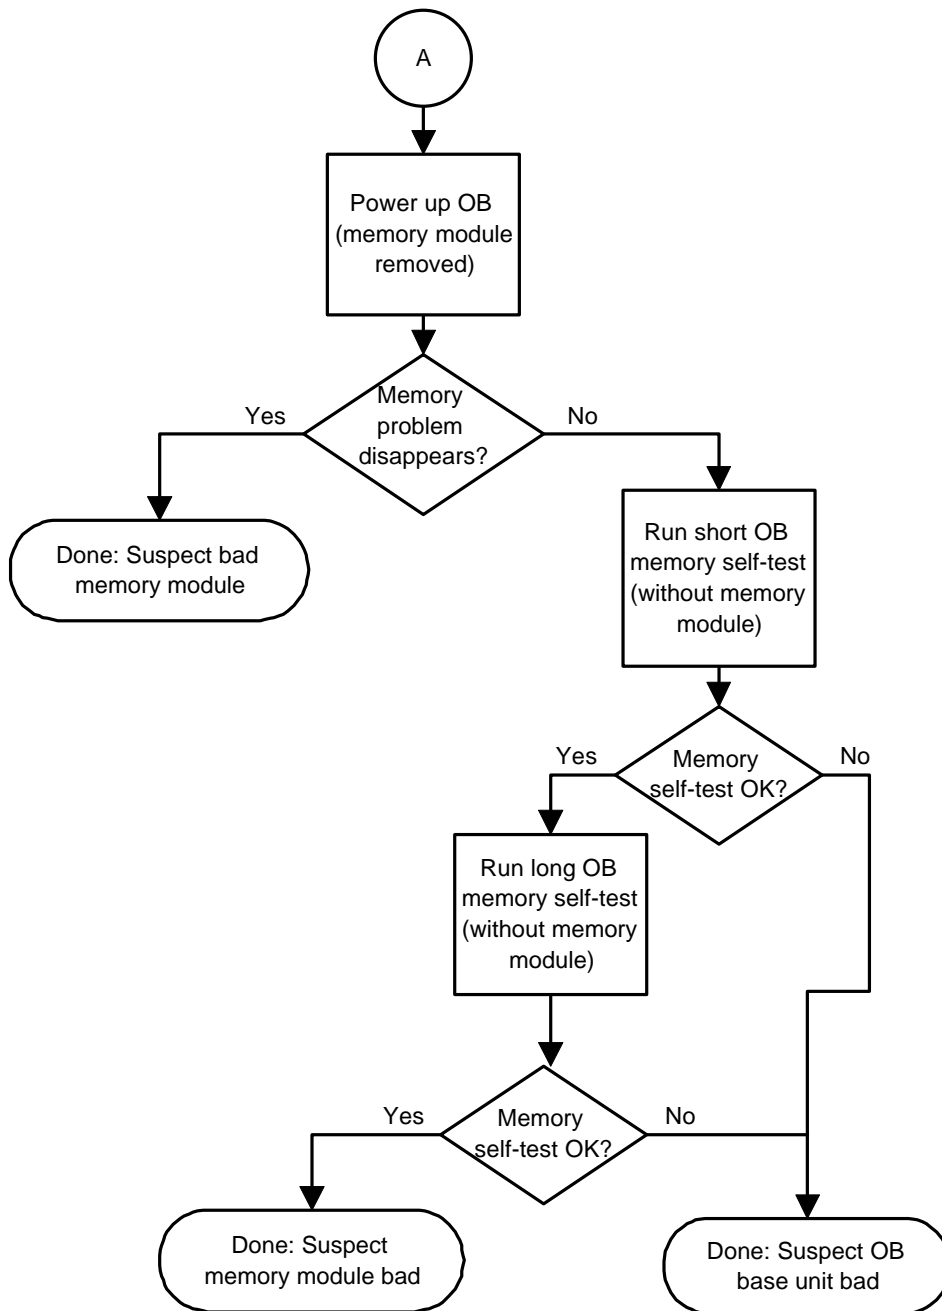 A
Power up OB
(memory module
removed)
Memory
problem
disappears?
Yes
No
Done: Suspect bad
memory module
Run short OB
memory self-test
(without memory
module)
Memory
self-test OK?
Yes
No
Run long OB
memory self-test
(without memory
module)
Memory
self-test OK?
Yes
No
Done: Suspect
memory module bad
Done: Suspect OB
base unit bad